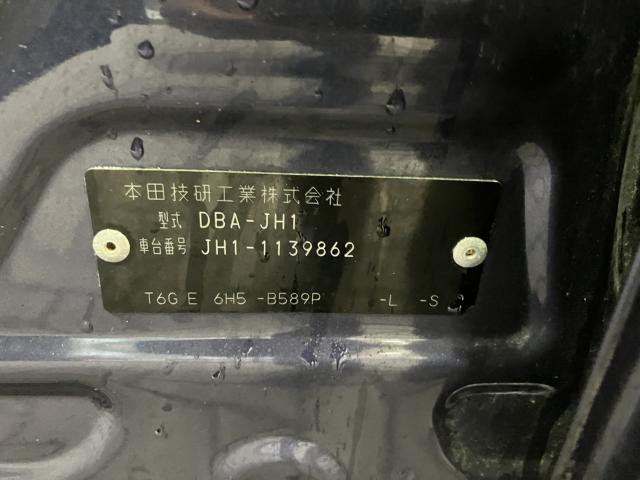 本田技研工業株式会社
型式 DBA-JH1
車台番号 JH1-1139862
T6G E 6H5 -B589P -L -S